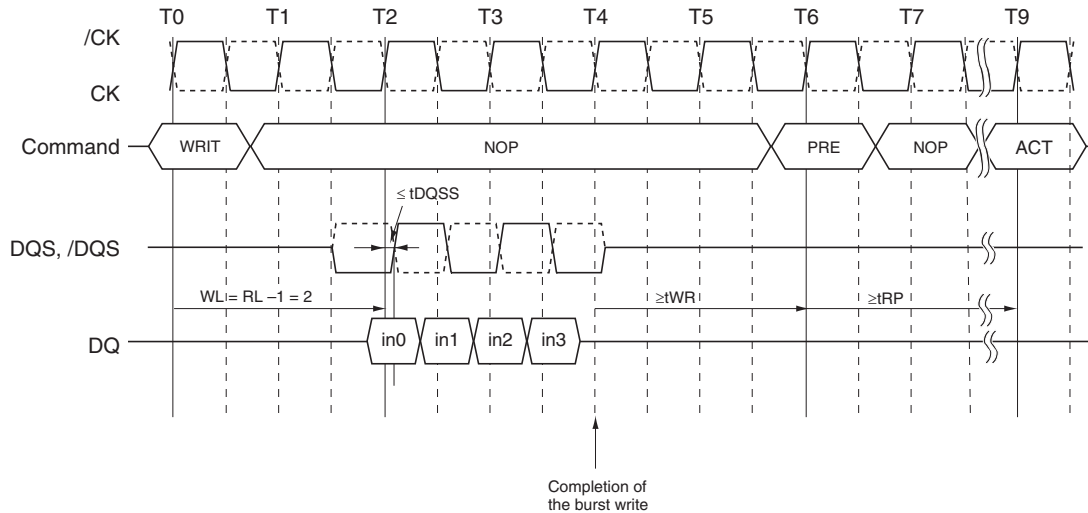 T0 T1 T2 T3 T4 T5 T6 T7 T9
/CK
CK
Command WRIT NOP PRE NOP ACT
≤ tDQSS
DQS, /DQS
WL = RL –1 = 2 ≥tWR ≥tRP
DQ in0 in1 in2 in3
Completion of
the burst write